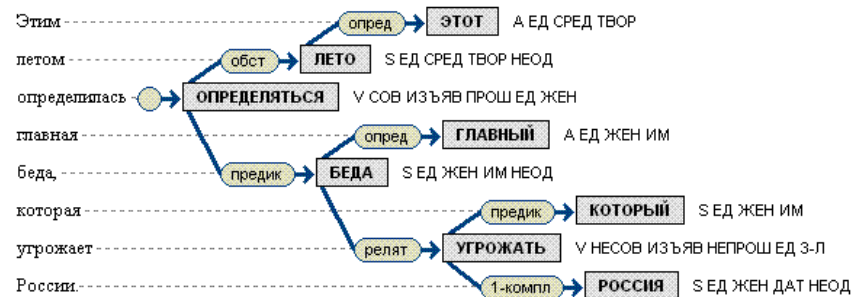 Этим опред ЭТОТ А ЕД СРЕД ТВОР
летом обст ЛЕТО S ЕД СРЕД ТВОР НЕОД
определилась ОПРЕДЕЛЯТЬСЯ V СОВ ИЗЪЯВ ПРОШ ЕД ЖЕН
главная опред ГЛАВНЫЙ А ЕД ЖЕН ИМ
беда, предик БЕДА S ЕД ЖЕН ИМ НЕОД
которая предик КОТОРЫЙ S ЕД ЖЕН ИМ
угрожает релят УГРОЖАТЬ V НЕСОВ ИЗЪЯВ НЕПРОШ ЕД 3-Л
России. 1-компл РОССИЯ S ЕД ЖЕН ДАТ НЕОД